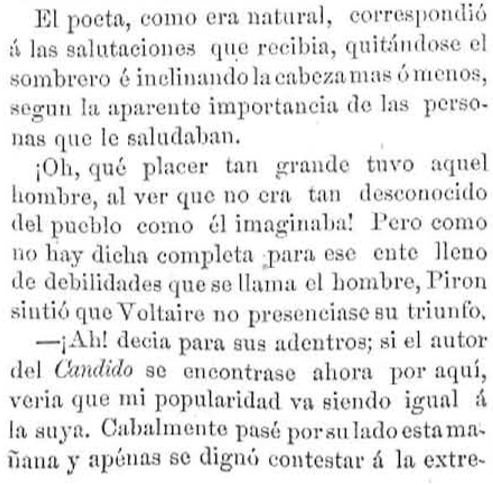 El poeta, como era natural, correspondió
á las salutaciones que recibia, quitándose el
sombrero é inclinando la cabeza mas ó menos,
segun la aparente importancia de las perso-
nas que le saludaban.
¡Oh, qué placer tan grande tuvo aquel
hombre, al ver que no era tan desconocido
del pueblo como él imaginaba! Pero como
no hay dicha completa para ese ente lleno
de debilidades que se llama el hombre, Piron
sintió que Voltaire no presenciase su triunfo.
—¡Ah! decia para sus adentros; si el autor
del Candido se encontrase ahora por aquí,
veria que mi popularidad va siendo igual á
la suya. Cabalmente pasé por su lado esta ma-
ñana y apénas se dignó contestar á la extre-